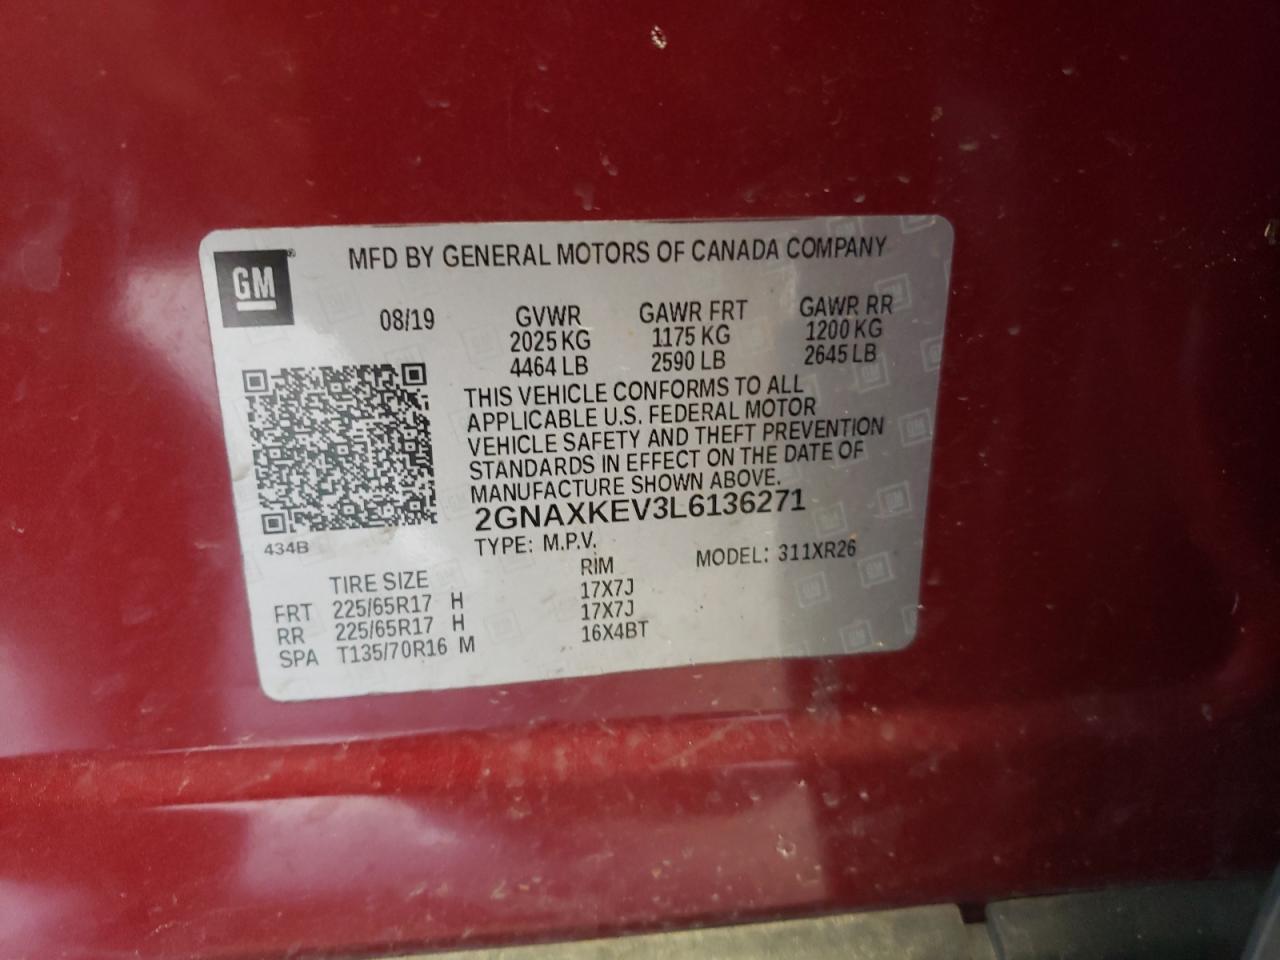 GM
MFD BY GENERAL MOTORS OF CANADA COMPANY
08/19 GVWR GAWR FRT GAWR RR
2025 KG 1175 KG 1200 KG
4464 LB 2590 LB 2645 LB
THIS VEHICLE CONFORMS TO ALL
APPLICABLE U.S. FEDERAL MOTOR
VEHICLE SAFETY AND THEFT PREVENTION
STANDARDS IN EFFECT ON THE DATE OF
MANUFACTURE SHOWN ABOVE.
2GNAXKEV3L6136271
434B
TYPE: M.P.V. MODEL: 311XR26
TIRE SIZE RIM
FRT 225/65R17 H 17X7J
RR 225/65R17 H 17X7J
SPA T135/70R16 M 16X4BT